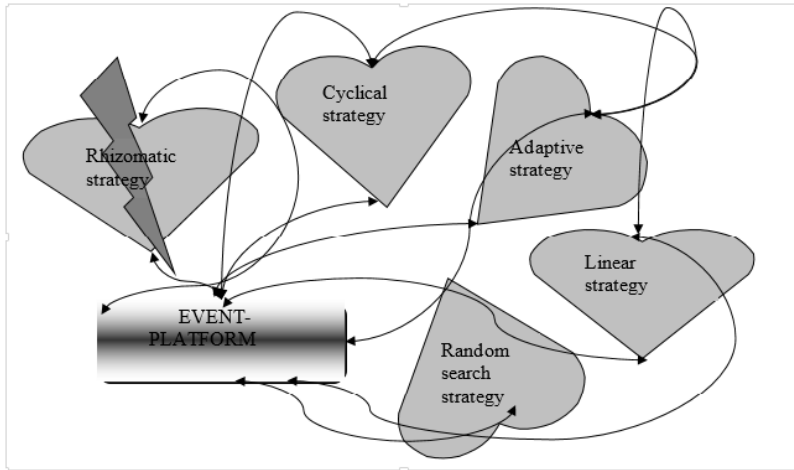 Cyclical
strategy
Rhizomatic
strategy
Adaptive
strategy
Linear
strategy
EVENT-
PLATFORM
Random
search
strategy